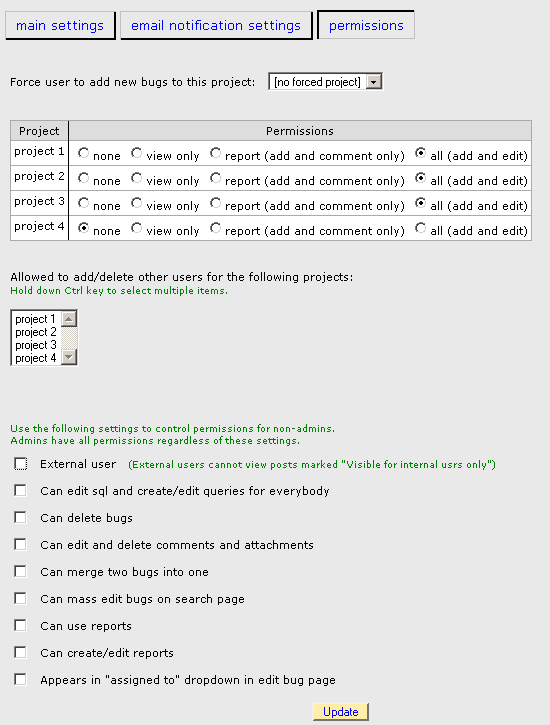 main settings email notification settings permissions
Force user to add new bugs to this project: [no forced project]
Project Permissions
project 1 none view only report (add and comment only) all (add and edit)
project 2 none view only report (add and comment only) all (add and edit)
project 3 none view only report (add and comment only) all (add and edit)
project 4 none view only report (add and comment only) all (add and edit)
Allowed to add/delete other users for the following projects:
Hold down Ctrl key to select multiple items.
project 1
project 2
project 3
project 4
Use the following settings to control permissions for non-admins.
Admins have all permissions regardless of these settings.
External user (External users cannot view posts marked "Visible for internal usrs only")
Can edit sql and create/edit queries for everybody
Can delete bugs
Can edit and delete comments and attachments
Can merge two bugs into one
Can mass edit bugs on search page
Can use reports
Can create/edit reports
Appears in "assigned to" dropdown in edit bug page
Update